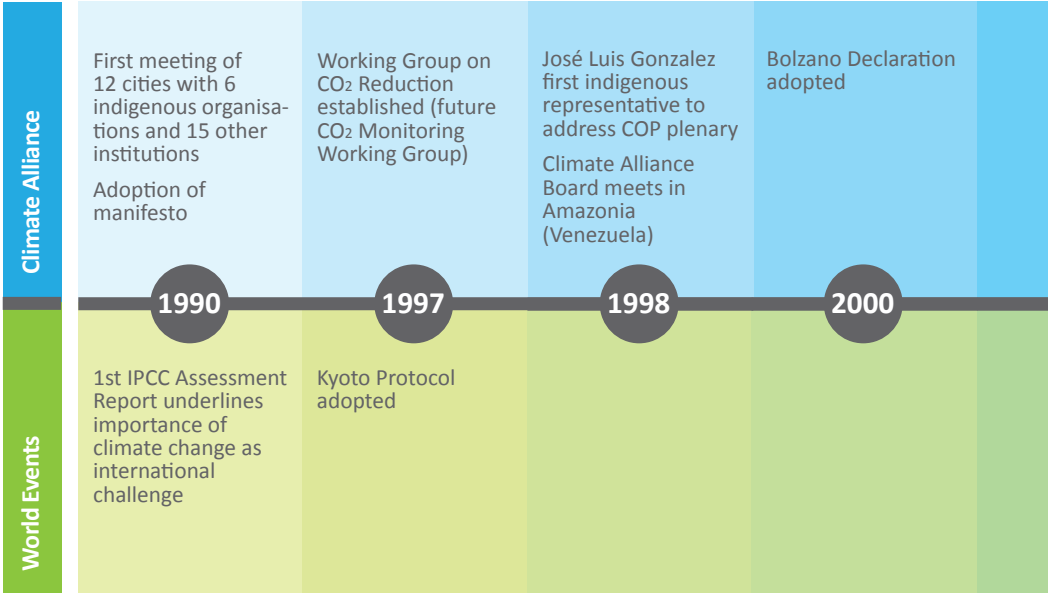 Climate Alliance
First meeting of
12 cities with 6
indigenous organisa-
tions and 15 other
institutions
Adoption of
manifesto
Working Group on
CO₂ Reduction
established (future
CO₂ Monitoring
Working Group)
José Luis Gonzalez
first indigenous
representative to
address COP plenary
Climate Alliance
Board meets in
Amazonia
(Venezuela)
Bolzano Declaration
adopted
1990
1997
1998
2000
World Events
1st IPCC Assessment
Report underlines
importance of
climate change as
international
challenge
Kyoto Protocol
adopted